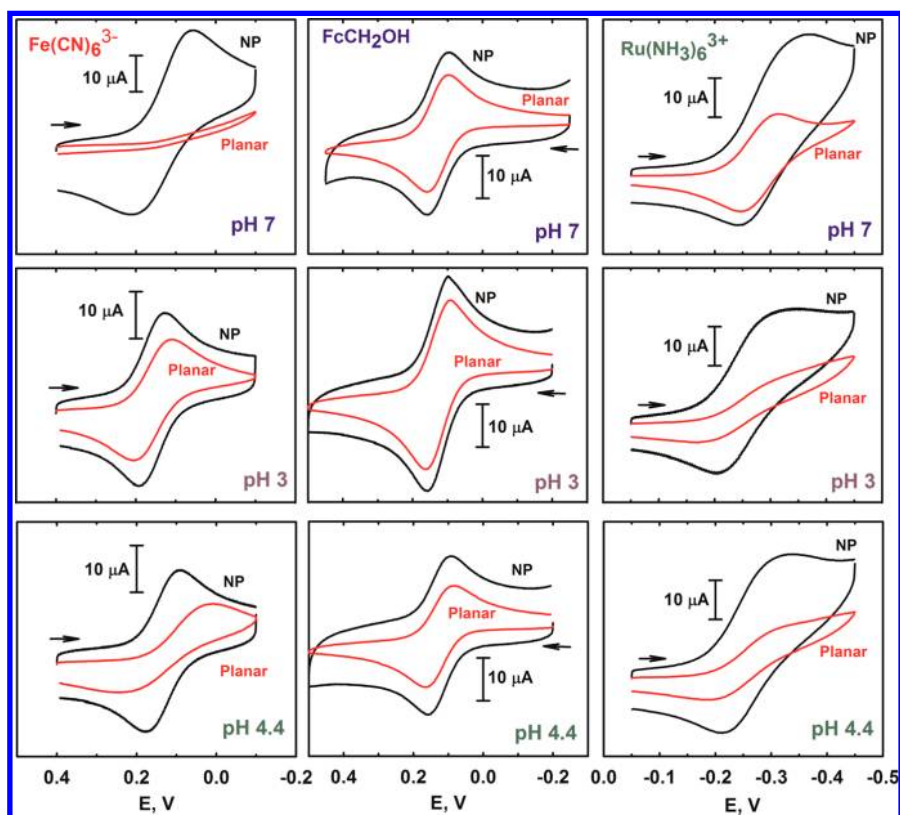 Fe(CN)₆³⁻
NP
10 μA
Planar
pH 7
FcCH₂OH
NP
Planar
10 μA
pH 7
Ru(NH₃)₆³⁺
NP
10 μA
Planar
pH 7
10 μA
NP
Planar
pH 3
NP
Planar
10 μA
pH 3
NP
10 μA
Planar
pH 3
10 μA
NP
Planar
pH 4.4
NP
Planar
10 μA
pH 4.4
NP
10 μA
Planar
pH 4.4
0.4 0.2 0.0 -0.2
E, V
0.4 0.2 0.0 -0.2
E, V
0.0 -0.1 -0.2 -0.3 -0.4 -0.5
E, V